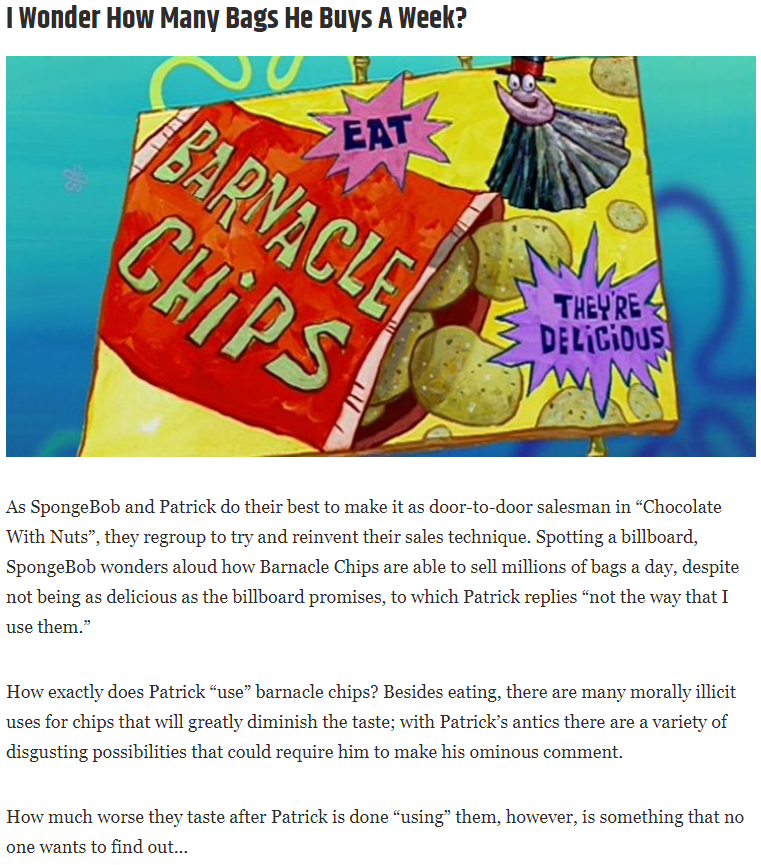 I Wonder How Many Bags He Buys A Week?
EAT
BARNACLE
CHiPS
THEY'RE
DELiCiOUS
As SpongeBob and Patrick do their best to make it as door-to-door salesman in “Chocolate
With Nuts”, they regroup to try and reinvent their sales technique. Spotting a billboard,
SpongeBob wonders aloud how Barnacle Chips are able to sell millions of bags a day, despite
not being as delicious as the billboard promises, to which Patrick replies “not the way that I
use them.”
How exactly does Patrick “use” barnacle chips? Besides eating, there are many morally illicit
uses for chips that will greatly diminish the taste; with Patrick’s antics there are a variety of
disgusting possibilities that could require him to make his ominous comment.
How much worse they taste after Patrick is done “using” them, however, is something that no
one wants to find out…